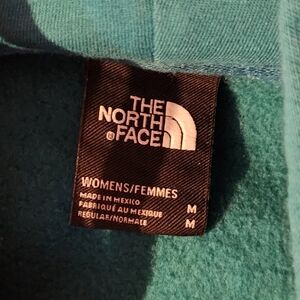 THE
NORTH
®FACE
WOMENS/FEMMES
MADE IN MEXICO M
FABRIQUÉ AU MEXIQUE
REGULAR/NORMALE M